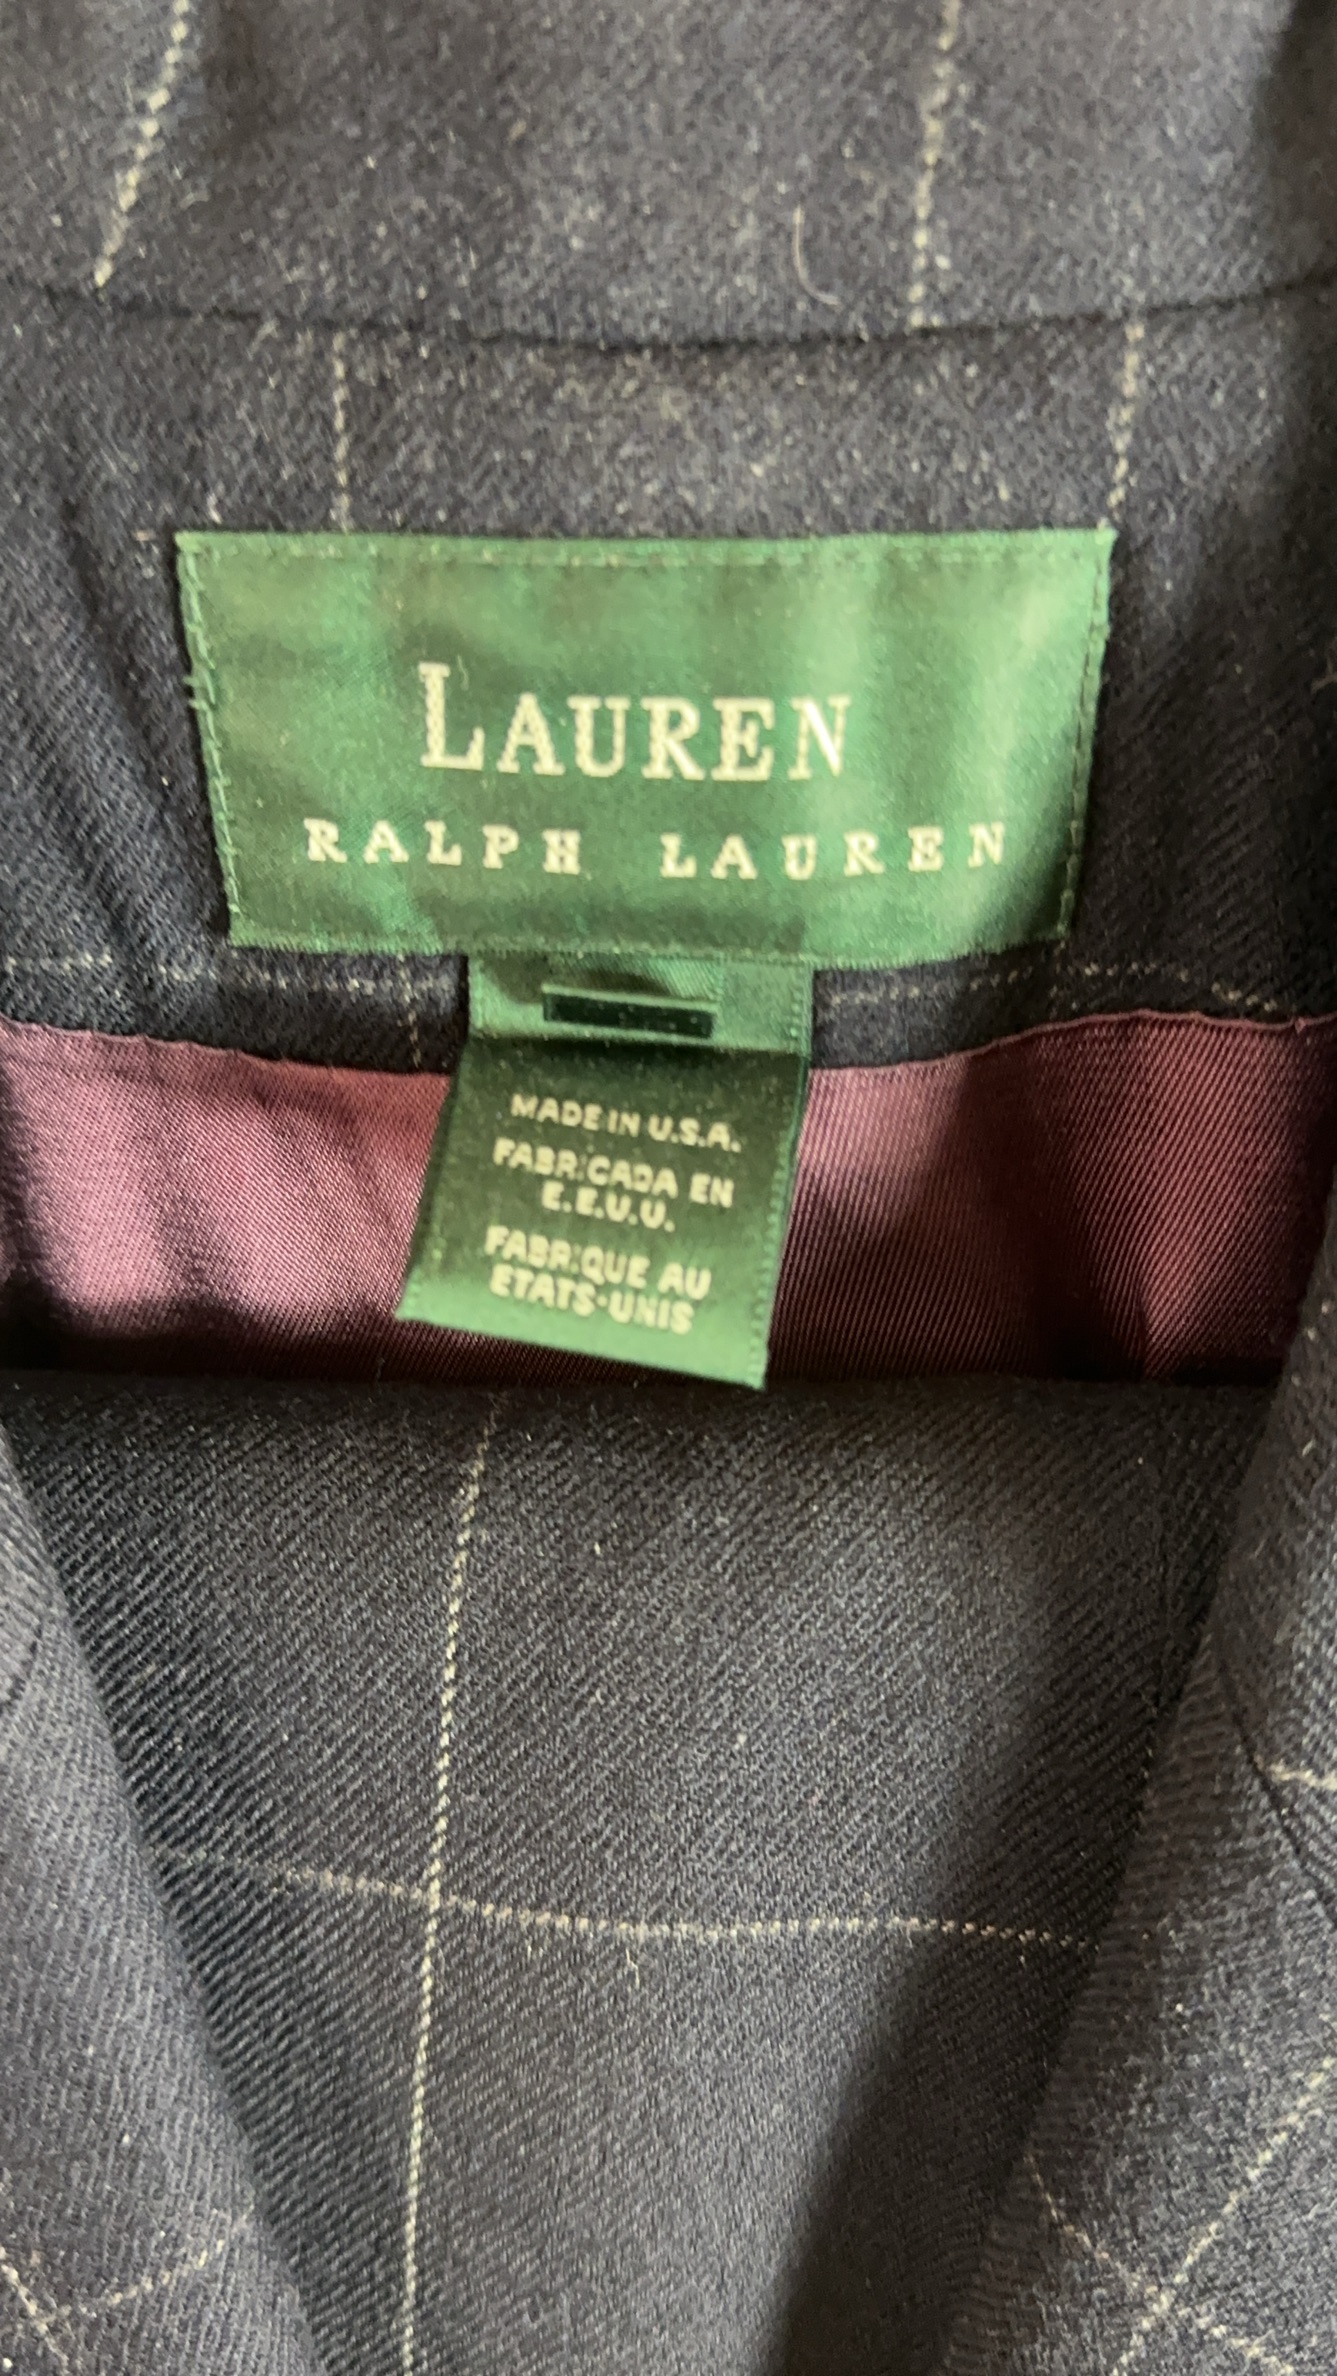 LAUREN
RALPH LAUREN
MADE IN U.S.A.
FABRICADA EN
E.E.U.U.
FABRIQUE AU
ETATS-UNIS